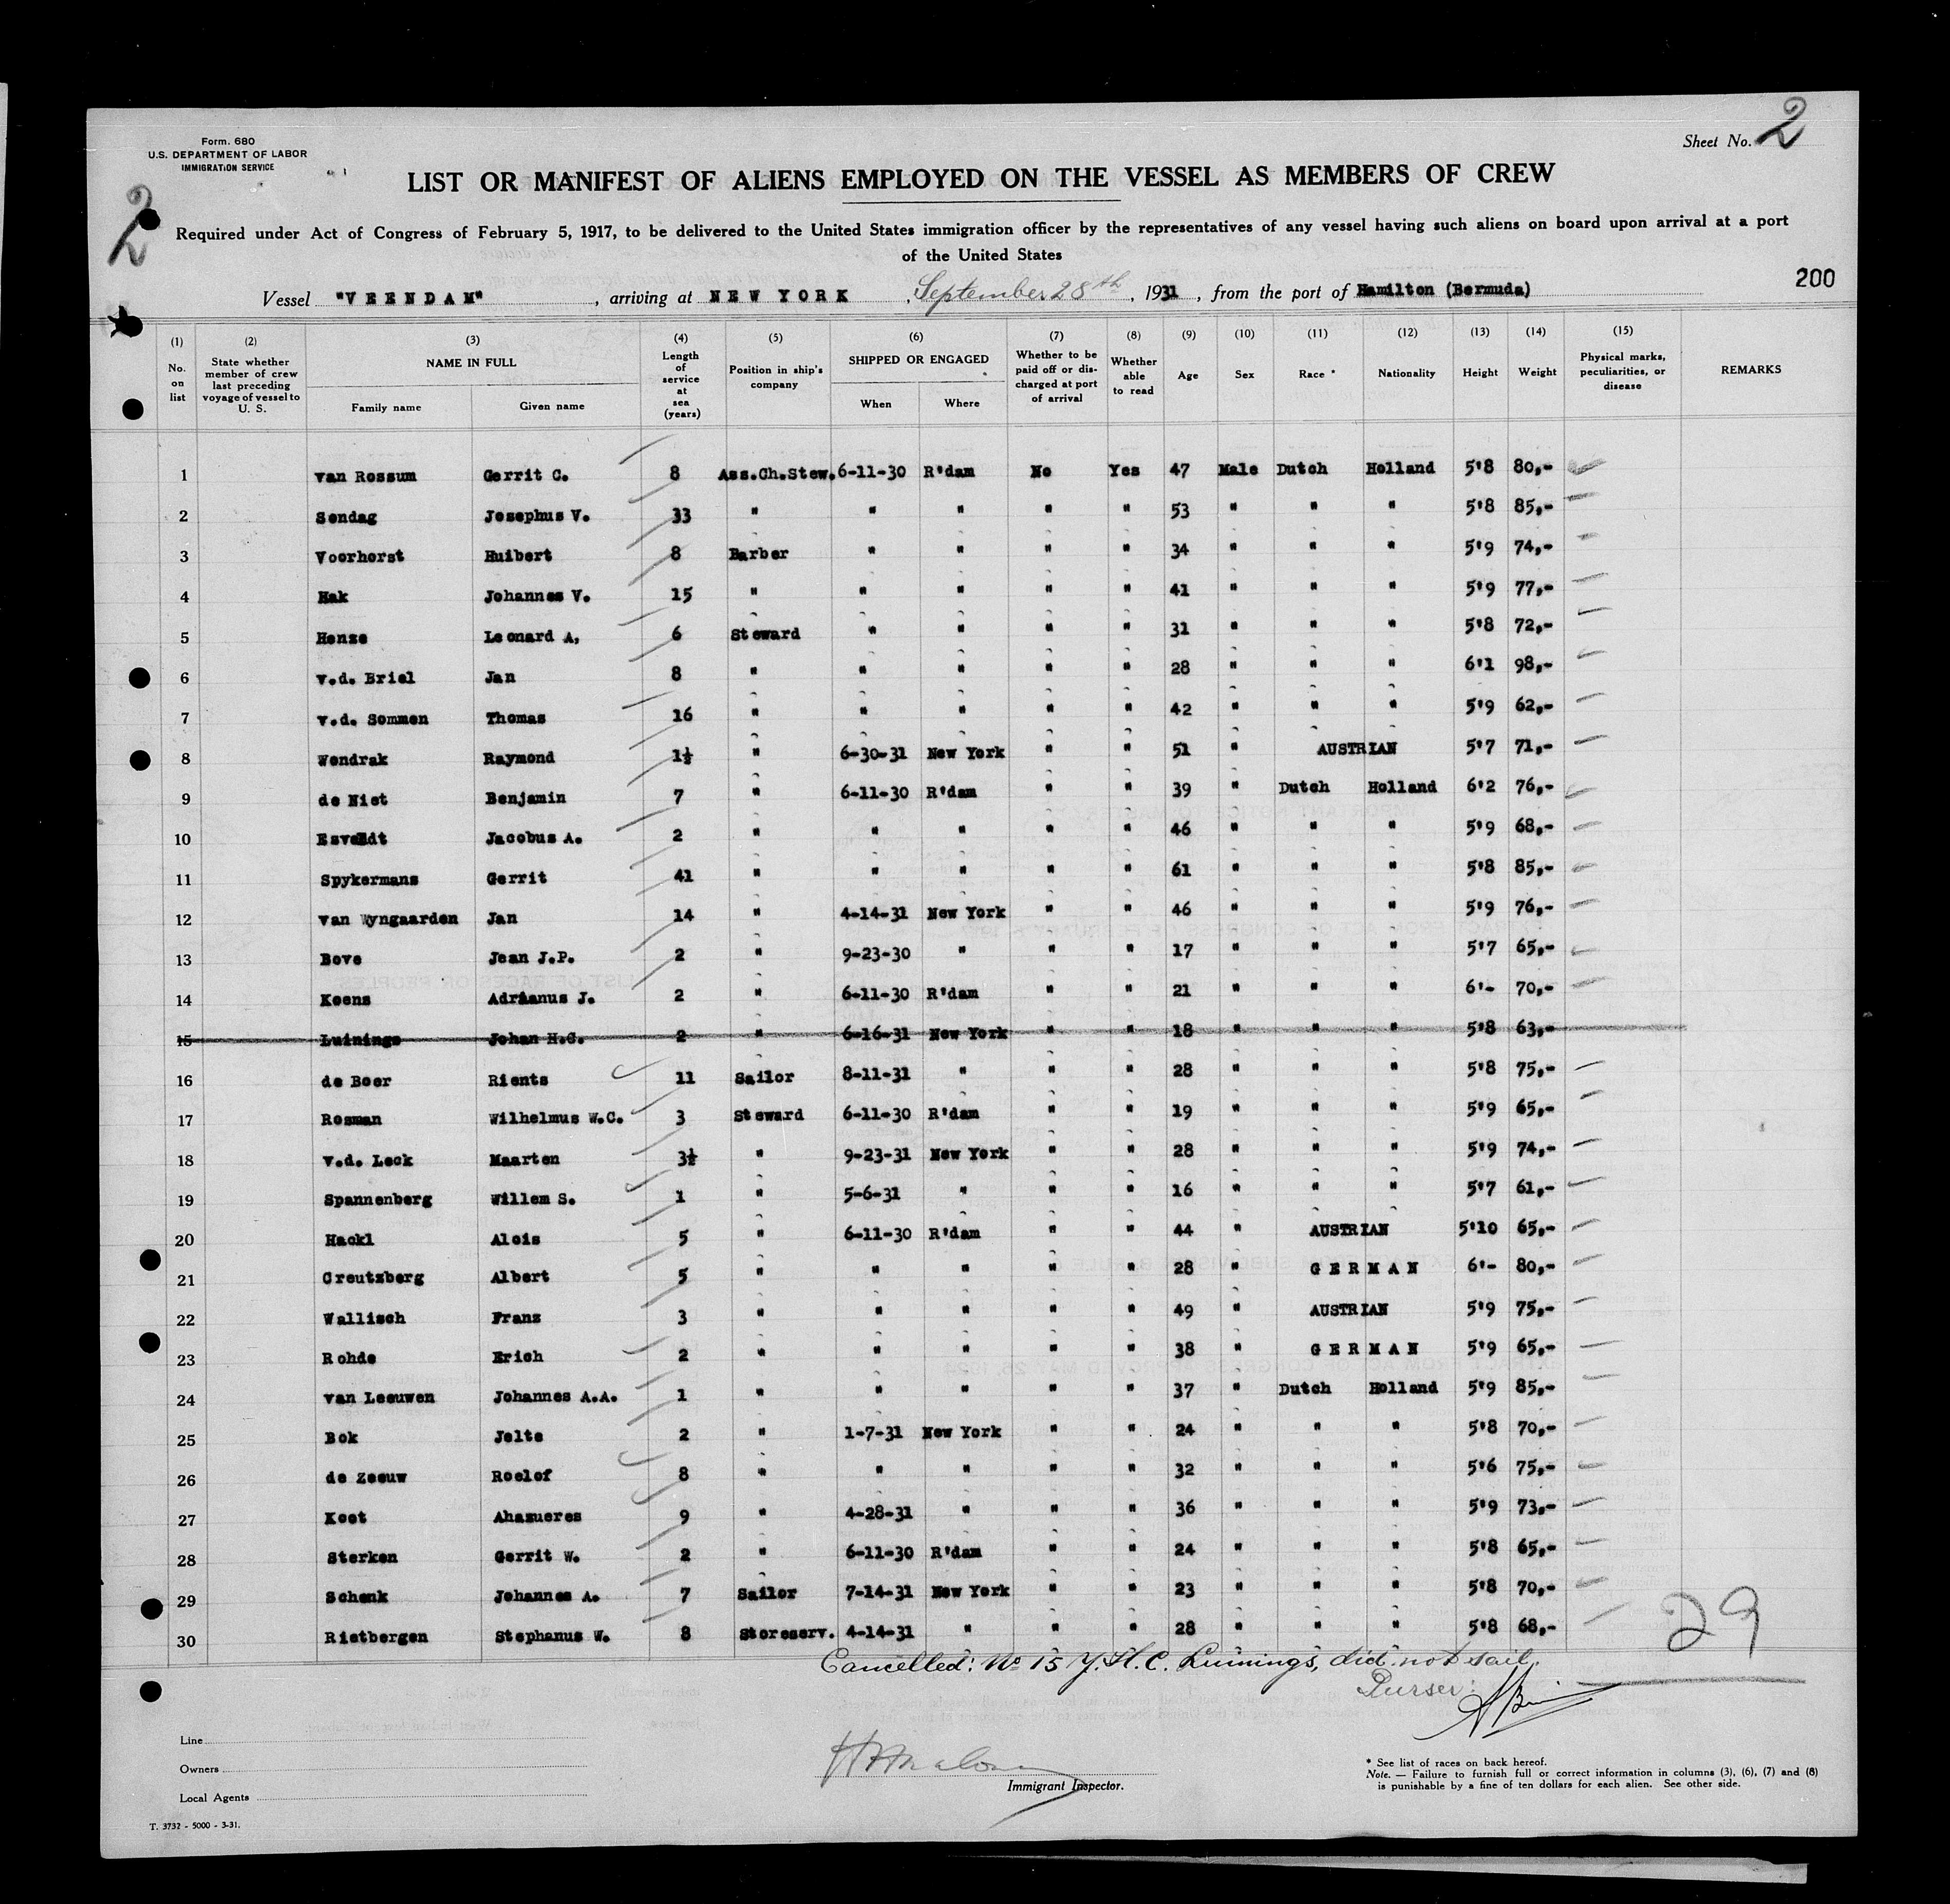 Form. 680
U.S. DEPARTMENT OF LABOR
IMMIGRATION SERVICE
Sheet No. 2
2
LIST OR MANIFEST OF ALIENS EMPLOYED ON THE VESSEL AS MEMBERS OF CREW
Required under Act of Congress of February 5, 1917, to be delivered to the United States immigration officer by the representatives of any vessel having such aliens on board upon arrival at a port
of the United States
200
Vessel "VEENDAM" , arriving at NEW YORK , September 28th , 1931 , from the port of Hamilton (Bermuda)
(1) No. on list (2) State whether member of crew last preceding voyage of vessel to U. S. (3) NAME IN FULL Family name Given name (4) Length of service at sea (years) (5) Position in ship's company (6) SHIPPED OR ENGAGED When Where (7) Whether to be paid off or dis-charged at port of arrival (8) Whether able to read (9) Age (10) Sex (11) Race * (12) Nationality (13) Height (14) Weight (15) Physical marks, peculiarities, or disease REMARKS
1 van Rossum Gerrit C. 8 Ass.Ch.Stew. 6-11-30 R'dam No Yes 47 Male Dutch Holland 5'8 80,-
2 Sendag Josephus V. 33 " " " " " 53 " " " 5'8 85,-
3 Voorhorst Huibert 8 Barber " " " " 34 " " " 5'9 74,-
4 Hak Johannes V. 15 " " " " " 41 " " " 5'9 77,-
5 Henze Leonard A, 6 Steward " " " " 31 " " " 5'8 72,-
6 v.d. Briel Jan 8 " " " " " 28 " " " 6'1 98,-
7 v.d. Sommen Thomas 16 " " " " " 42 " " " 5'9 62,-
8 Wendrak Raymond 1½ " 6-30-31 New York " " 51 " AUSTRIAN 5'7 71,-
9 de Niet Benjamin 7 " 6-11-30 R'dam " " 39 " Dutch Holland 6'2 76,-
10 Esveldt Jacobus A. 2 " " " " " 46 " " " 5'9 68,-
11 Spykermans Gerrit 41 " " " " " 61 " " " 5'8 85,-
12 van Wyngaarden Jan 14 " 4-14-31 New York " " 46 " " " 5'9 76,-
13 Bove Jean J.P. 2 " 9-23-30 " " " 17 " " " 5'7 65,-
14 Koens Adrianus J. 2 " 6-11-30 R'dam " " 21 " " " 6'- 70,-
15 Luinings Johan H.C. 2 " 6-16-31 New York " " 18 " " " 5'8 63,-
16 de Boer Rients 11 Sailor 8-11-31 " " " 28 " " " 5'8 75,-
17 Rosman Wilhelmus W.C. 3 Steward 6-11-30 R'dam " " 19 " " " 5'9 65,-
18 v.d. Leck Maarten 3½ " 9-23-31 New York " " 28 " " " 5'9 74,-
19 Spannenberg Willem S. 1 " 5-6-31 " " " 16 " " " 5'7 61,-
20 Hackl Alois 5 " 6-11-30 R'dam " " 44 " AUSTRIAN 5'10 65,-
21 Creutzberg Albert 5 " " " " " 28 " GERMAN 6'- 80,-
22 Wallisch Franz 3 " " " " " 49 " AUSTRIAN 5'9 75,-
23 Rohde Erich 2 " " " " " 38 " GERMAN 5'9 65,-
24 van Leeuwen Johannes A.A. 1 " " " " " 37 " Dutch Holland 5'9 85,-
25 Bok Jelte 2 " 1-7-31 New York " " 24 " " " 5'8 70,-
26 de Zeeuw Roelof 8 " " " " " 32 " " " 5'6 75,-
27 Koot Ahasueres 9 " 4-28-31 " " " 36 " " " 5'9 73,-
28 Sterken Gerrit W. 2 " 6-11-30 R'dam " " 24 " " " 5'8 65,-
29 Schenk Johannes A. 7 Sailor 7-14-31 New York " " 23 " " " 5'8 70,-
30 Rietbergen Stephanus W. 8 Storeserv. 4-14-31 " " " 28 " " " 5'8 68,-
29
Cancelled: No 15 Y.H.C. Luinings, did not sail.
Purser:
Line
Owners
Local Agents
Immigrant Inspector.
* See list of races on back hereof.
Note. — Failure to furnish full or correct information in columns (3), (6), (7) and (8)
is punishable by a fine of ten dollars for each alien. See other side.
T. 3732 - 5000 - 3-31.